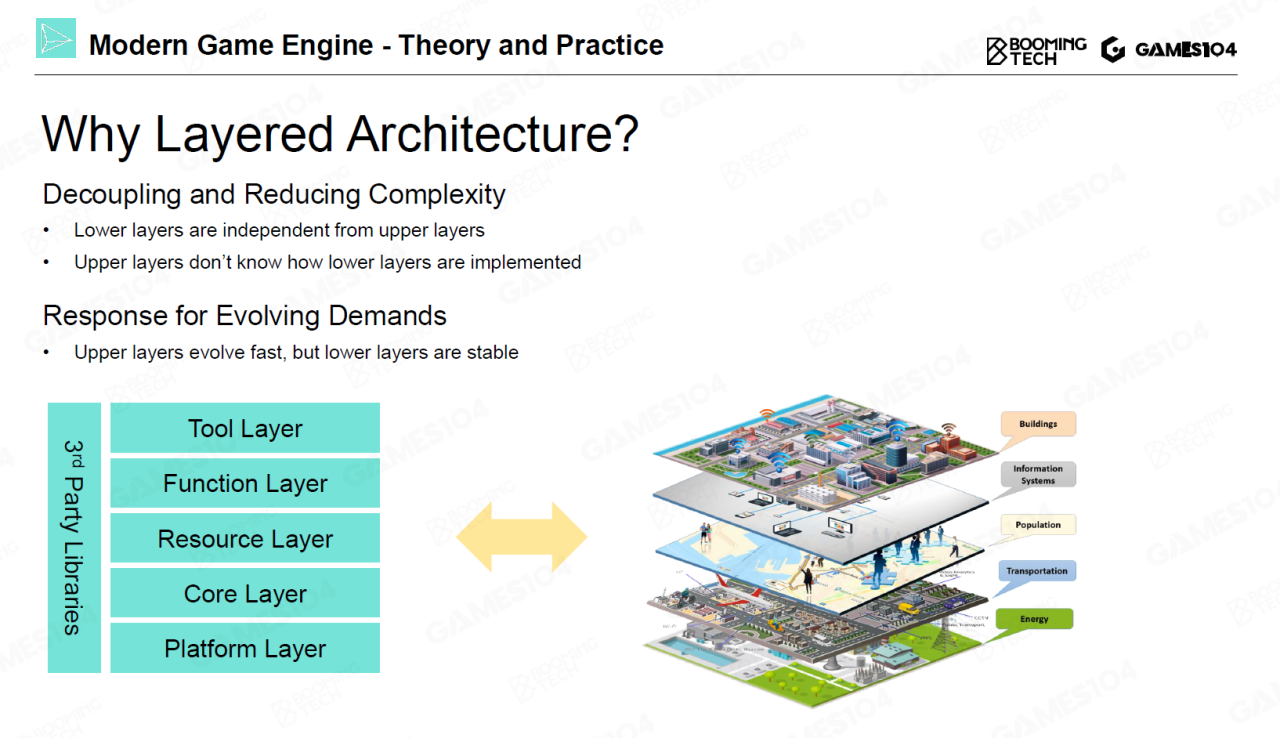 Modern Game Engine - Theory and Practice
BOOMING
TECH
GAMES104
Why Layered Architecture?
Decoupling and Reducing Complexity
• Lower layers are independent from upper layers
• Upper layers don't know how lower layers are implemented
Response for Evolving Demands
• Upper layers evolve fast, but lower layers are stable
3rd Party Libraries
Tool Layer
Function Layer
Resource Layer
Core Layer
Platform Layer
Buildings
Information
Systems
Population
Transportation
Energy